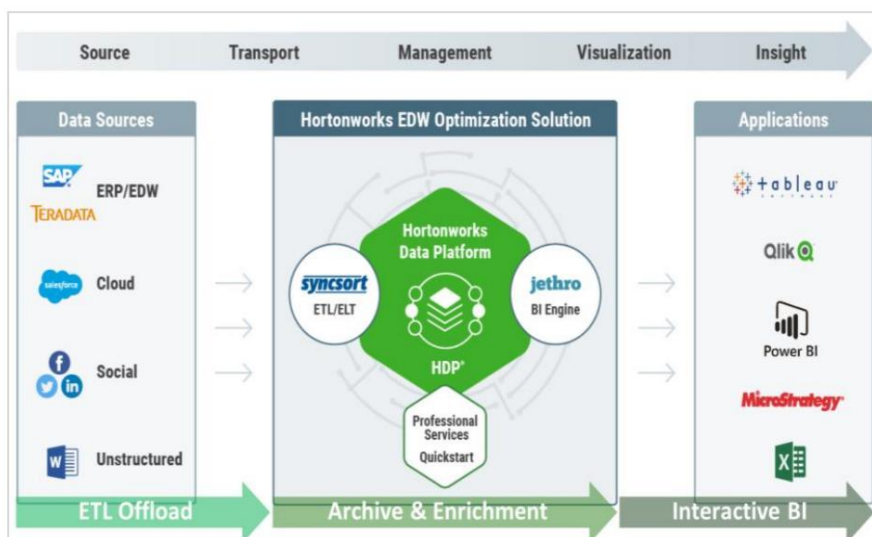 Source Transport Management Visualization Insight
Data Sources
SAP
TERADATA
ERP/EDW
salesforce
Cloud
f
in
Social
W
Unstructured
ETL Offload
Hortonworks EDW Optimization Solution
Hortonworks
Data Platform
syncsort
ETL/ELT
jethro
BI Engine
HDP®
Professional
Services
Quickstart
Archive & Enrichment
Applications
+ a b l e a u
S O F T W A R E
Qlik
Power BI
MicroStrategy®
X
Interactive BI